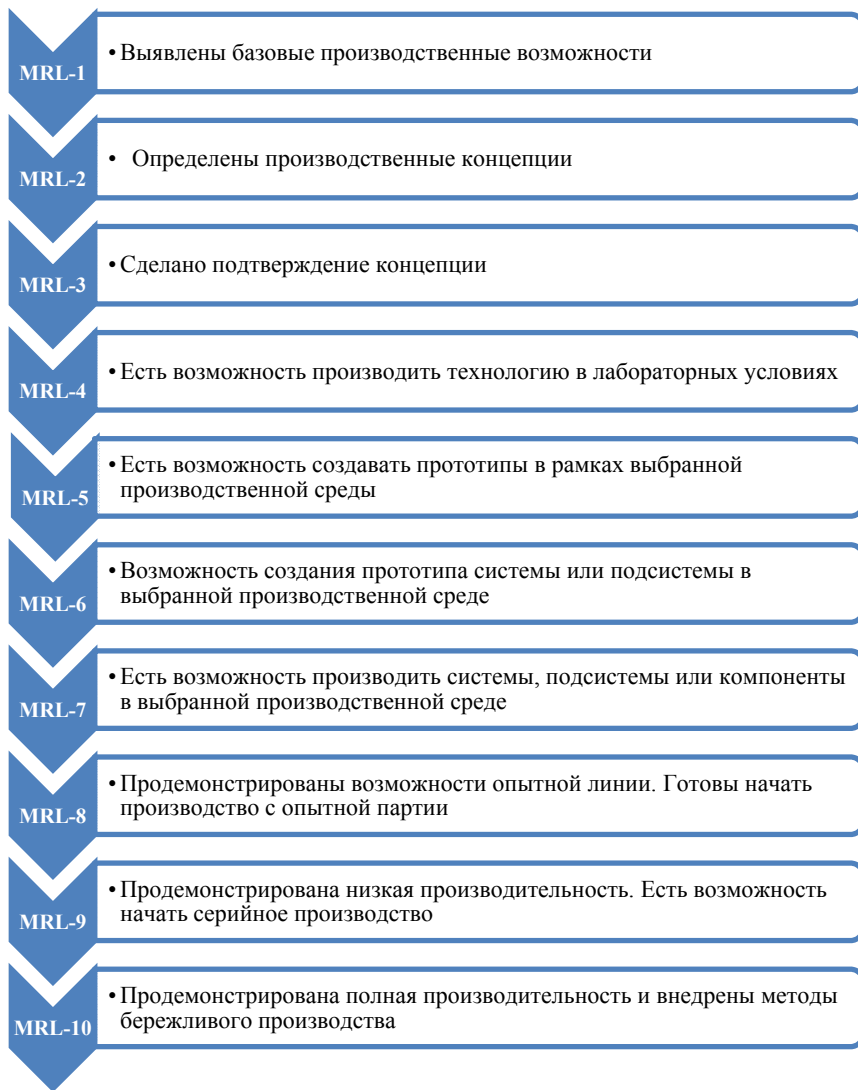 MRL-1
• Выявлены базовые производственные возможности
MRL-2
• Определены производственные концепции
MRL-3
• Сделано подтверждение концепции
MRL-4
• Есть возможность производить технологию в лабораторных условиях
MRL-5
• Есть возможность создавать прототипы в рамках выбранной
производственной среды
MRL-6
• Возможность создания прототипа системы или подсистемы в
выбранной производственной среде
MRL-7
• Есть возможность производить системы, подсистемы или компоненты
в выбранной производственной среде
MRL-8
• Продемонстрированы возможности опытной линии. Готовы начать
производство с опытной партии
MRL-9
• Продемонстрирована низкая производительность. Есть возможность
начать серийное производство
MRL-10
• Продемонстрирована полная производительность и внедрены методы
бережливого производства